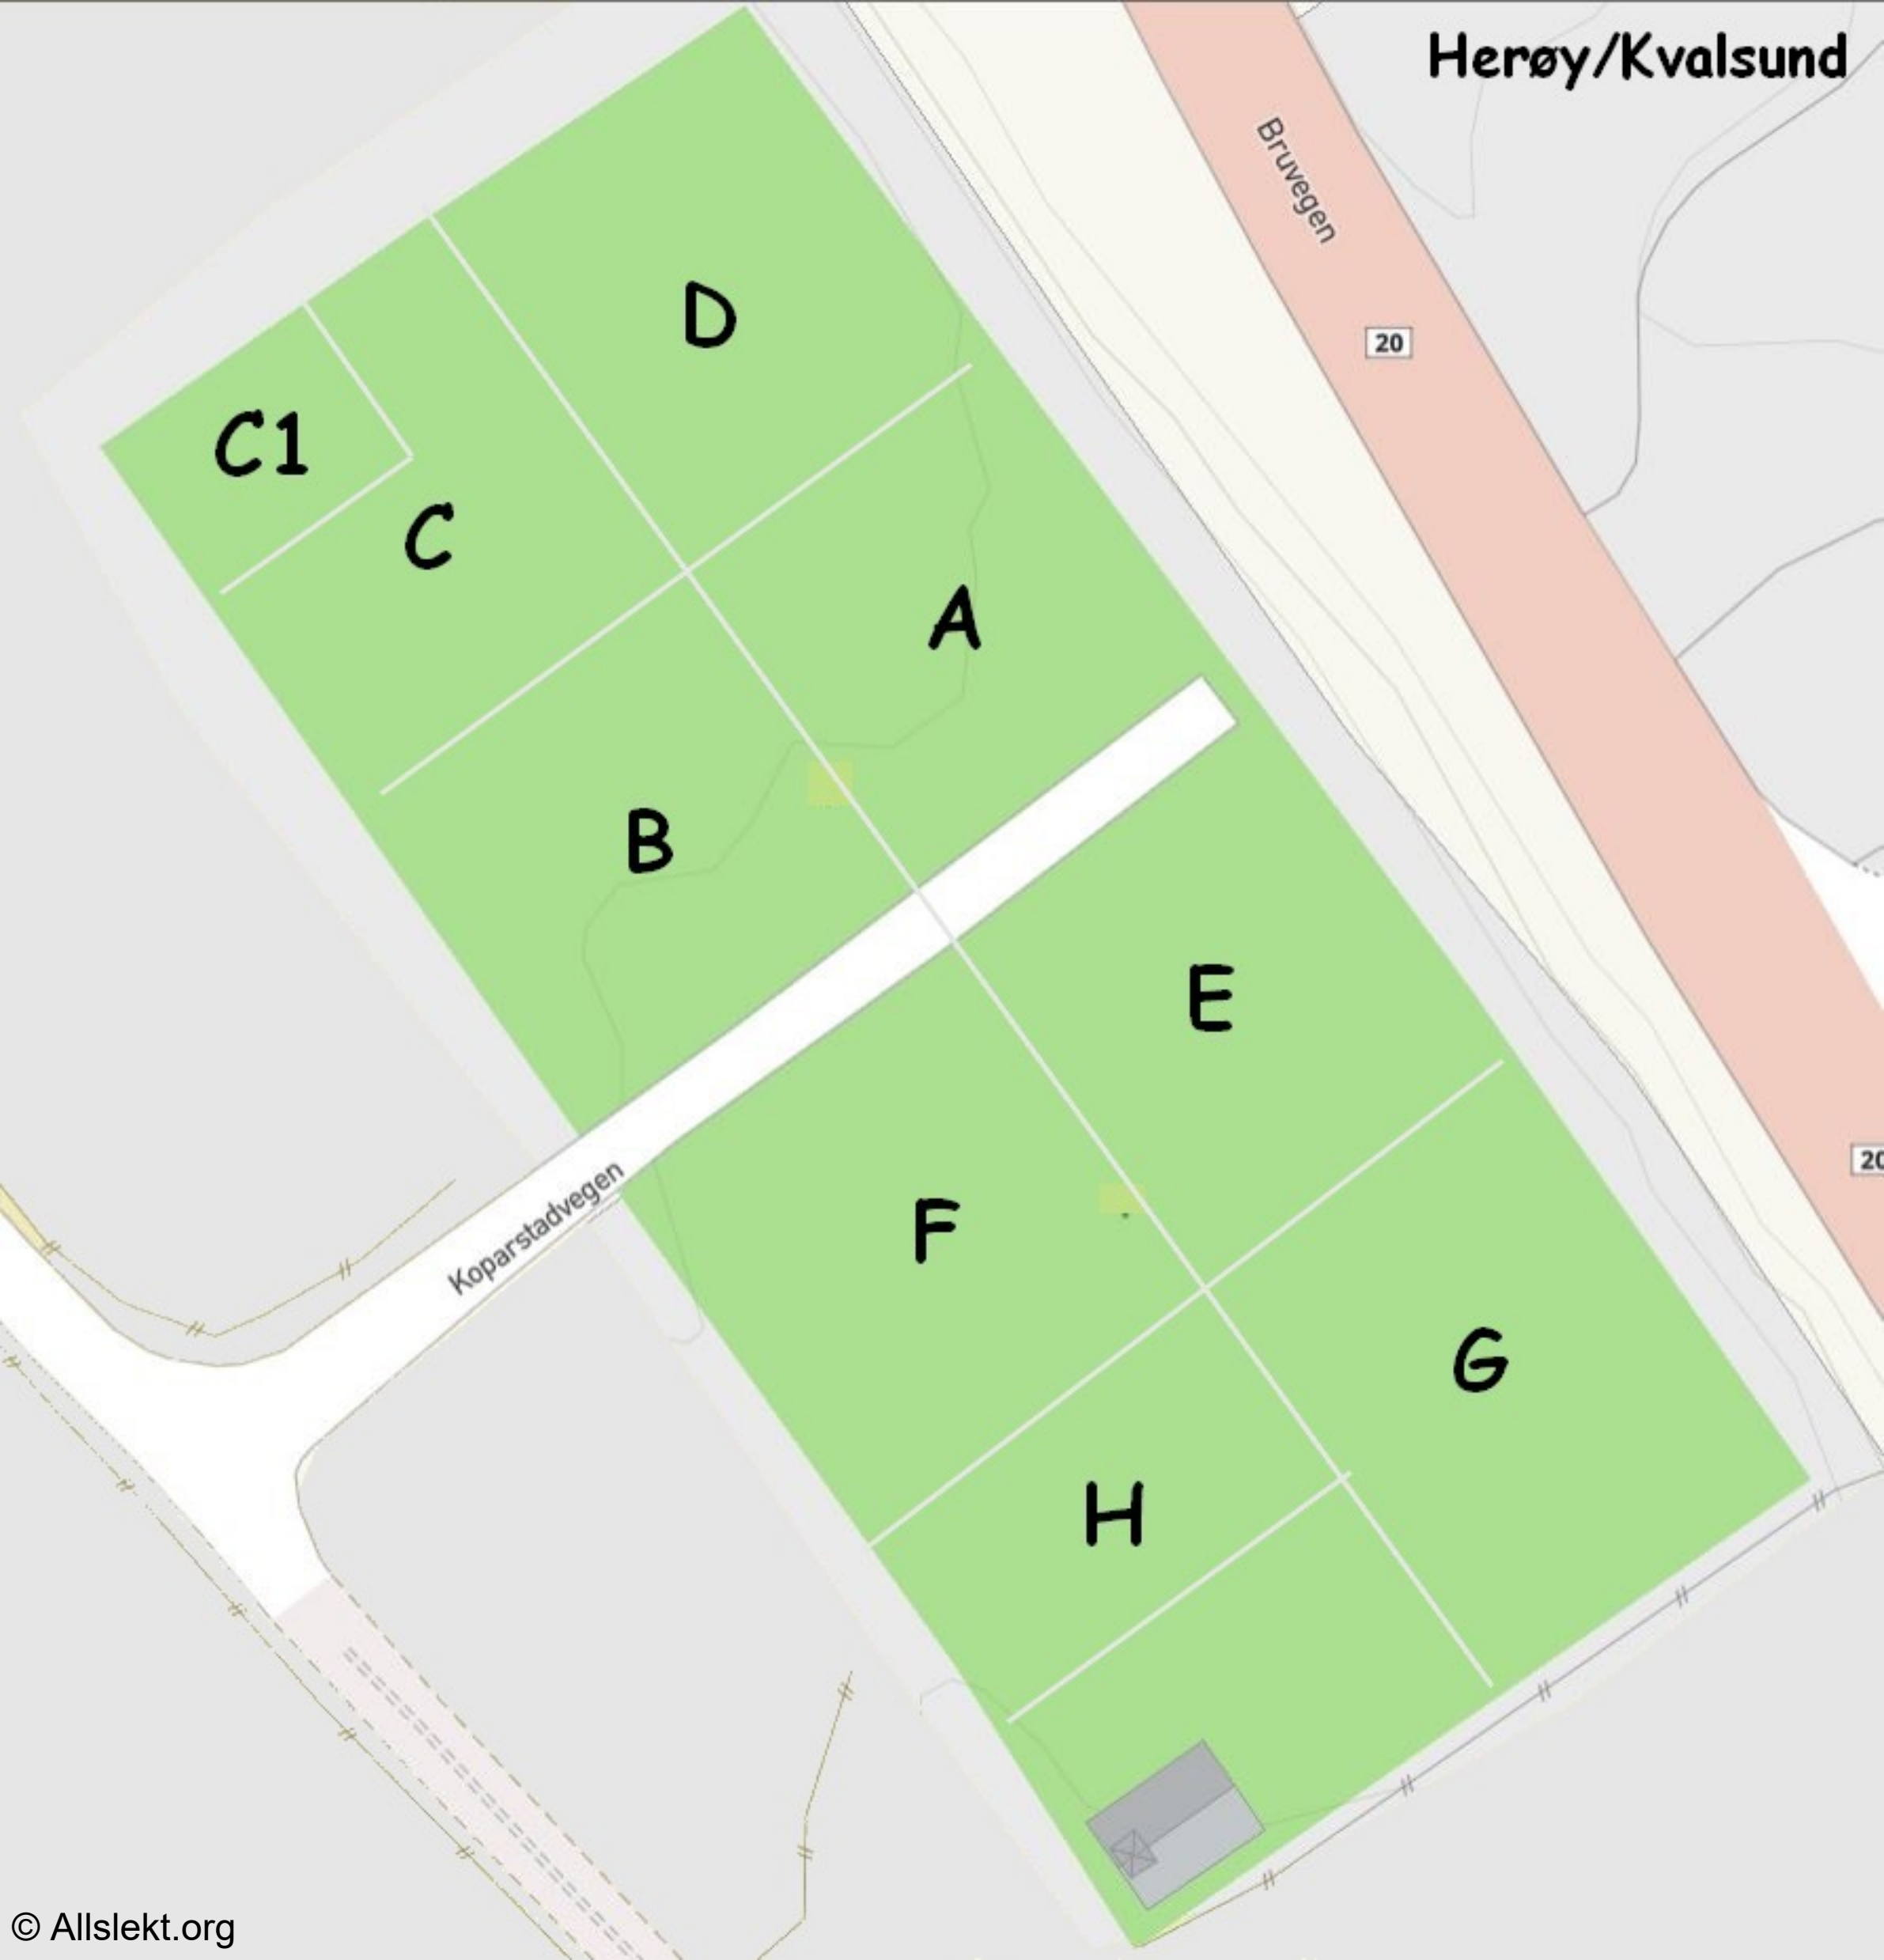 Herøy/Kvalsund
Bruvegen
D
20
C1
C
A
B
E
20
F
Koparstadvegen
G
H
© Allslekt.org